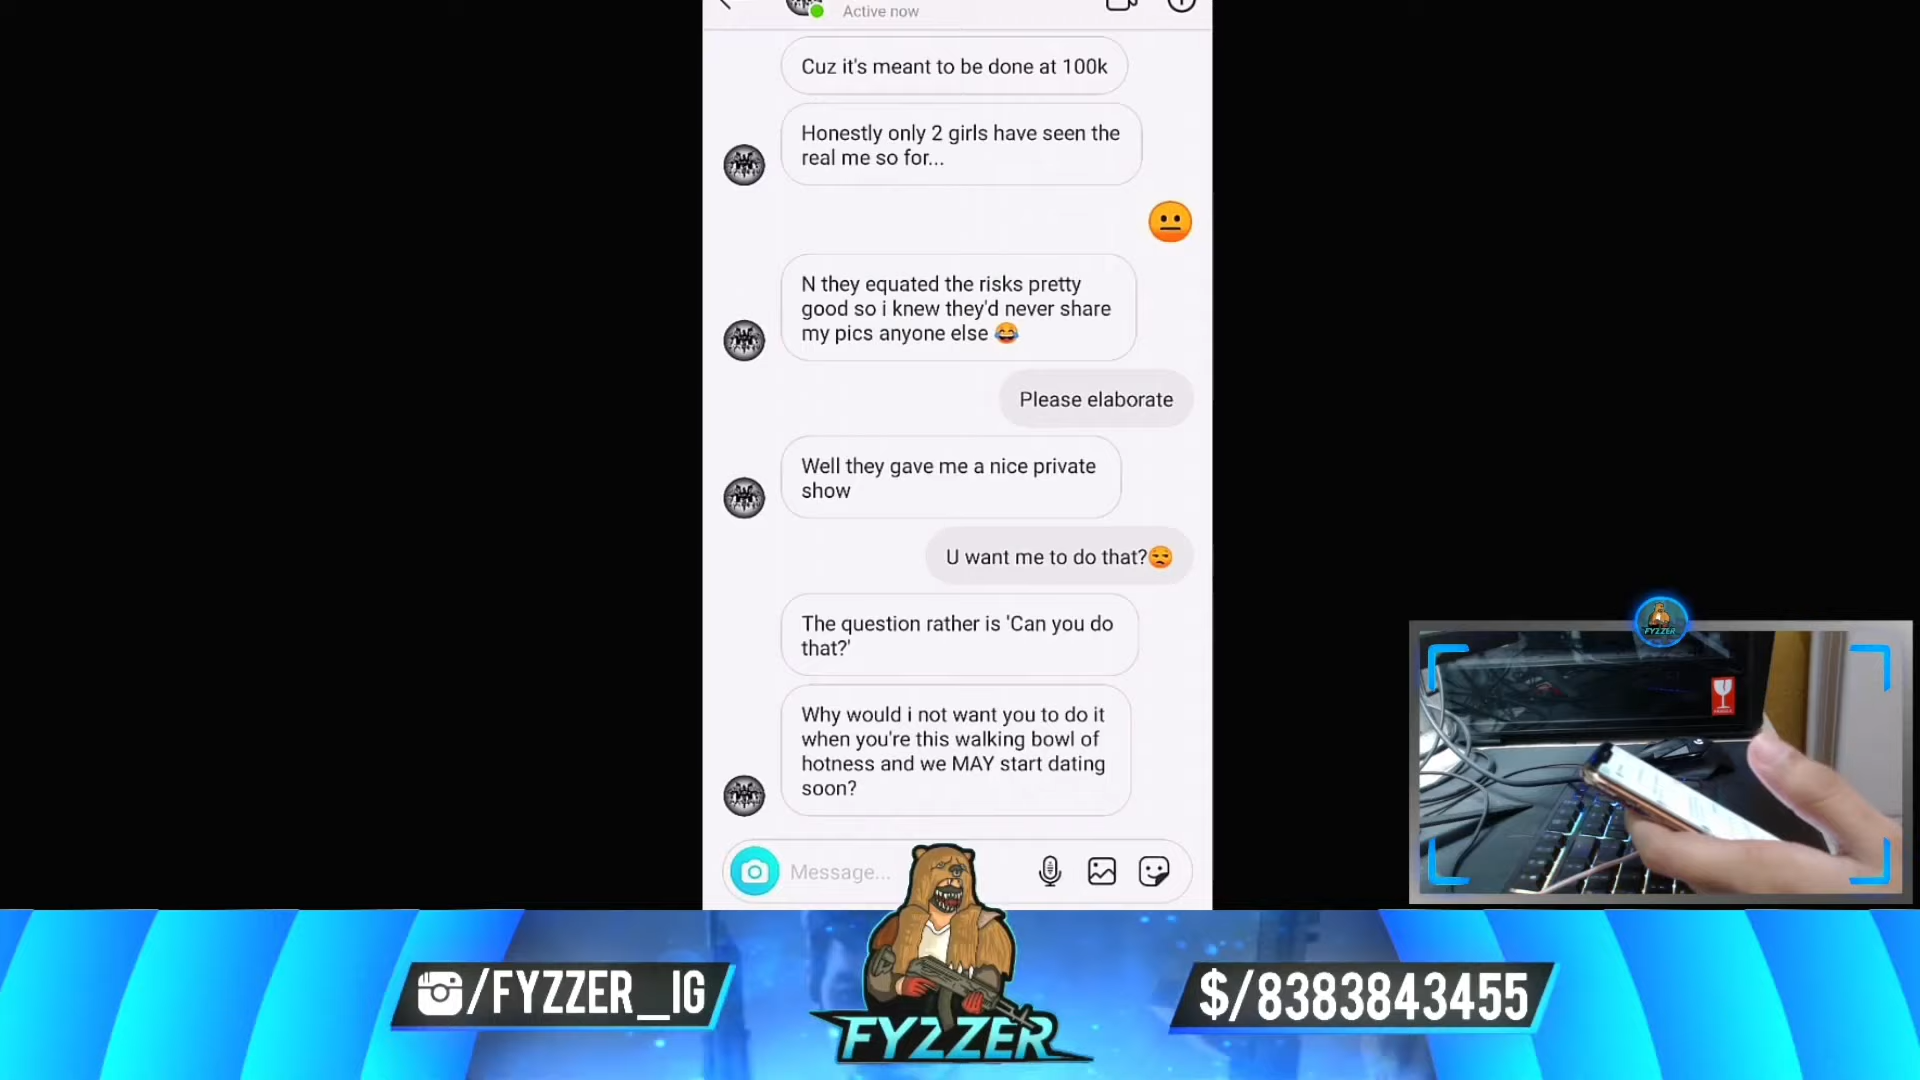 Active now
Cuz it's meant to be done at 100k
Honestly only 2 girls have seen the
real me so for...
😐
N they equated the risks pretty
good so i knew they'd never share
my pics anyone else 😂
Please elaborate
Well they gave me a nice private
show
U want me to do that?😒
The question rather is 'Can you do
that?'
Why would i not want you to do it
when you're this walking bowl of
hotness and we MAY start dating
soon?
Message...
FYZZER
/FYZZER_IG
FYZZER
$/8383843455